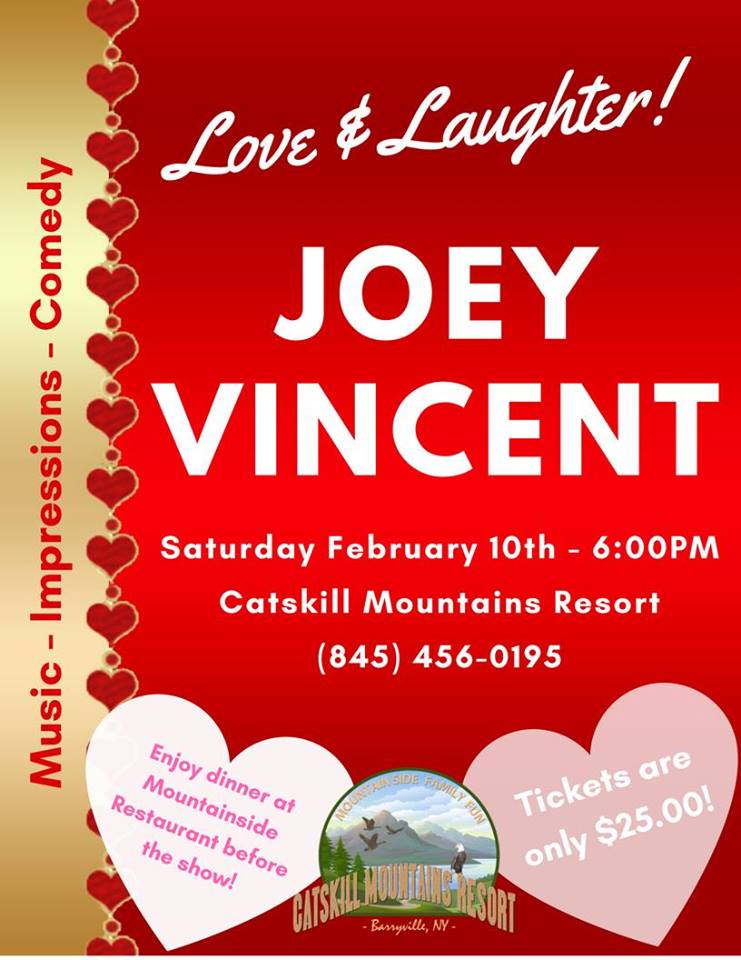 Love & Laughter!
JOEY
VINCENT
Saturday February 10th - 6:00PM
Catskill Mountains Resort
(845) 456-0195
Music - Impressions - Comedy
Enjoy dinner at
Mountainside
Restaurant before
the show!
MOUNTAIN SIDE FAMILY FUN
CATSKILL MOUNTAINS RESORT
- Barryville, NY -
Tickets are
only $25.00!